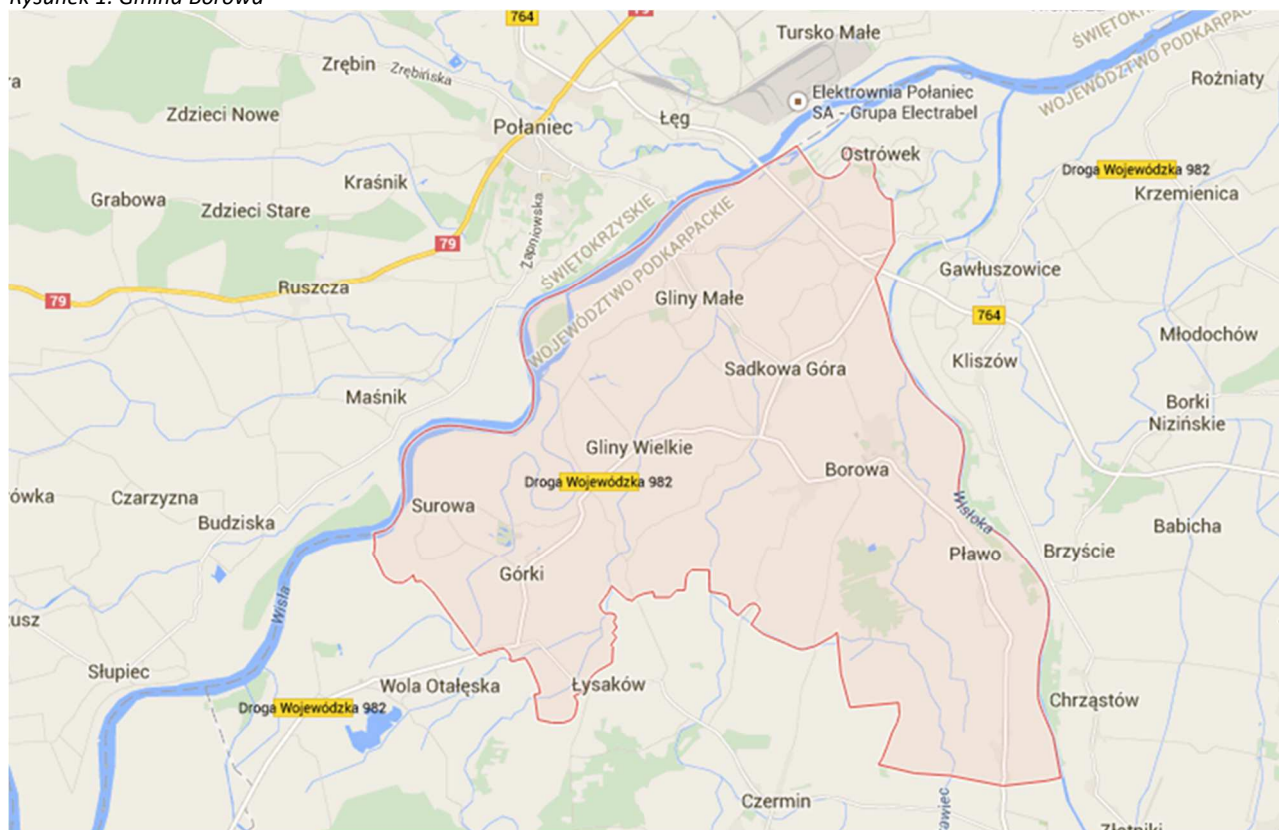 Rysunek 1. Gmina Borowa
764
Tursko Małe
ŚWIĘTOKRZYSKIE
WOJEWÓDZTWO PODKARPACKIE
Zrębin
Zrębińska
Rożniaty
Elektrownia Połaniec
SA - Grupa Electrabel
Zdzieci Nowe
Połaniec
Łęg
Ostrówek
Droga Wojewódzka 982
Krzemienica
Kraśnik
Grabowa
Zdzieci Stare
Zapniowska
ŚWIĘTOKRZYSKIE
WOJEWÓDZTWO PODKARPACKIE
79
79
Ruszcza
Gawłuszowice
Gliny Małe
764
Młodochów
Kliszów
Sadkowa Góra
Maśnik
Borki
Nizińskie
Gliny Wielkie
Borowa
Droga Wojewódzka 982
Czarzyzna
Surowa
Budziska
Wisłoka
Babicha
Pławo
Brzyście
Górki
Wisła
Słupiec
Wola Otałęska
Łysaków
Droga Wojewódzka 982
Chrząstów
Czermin